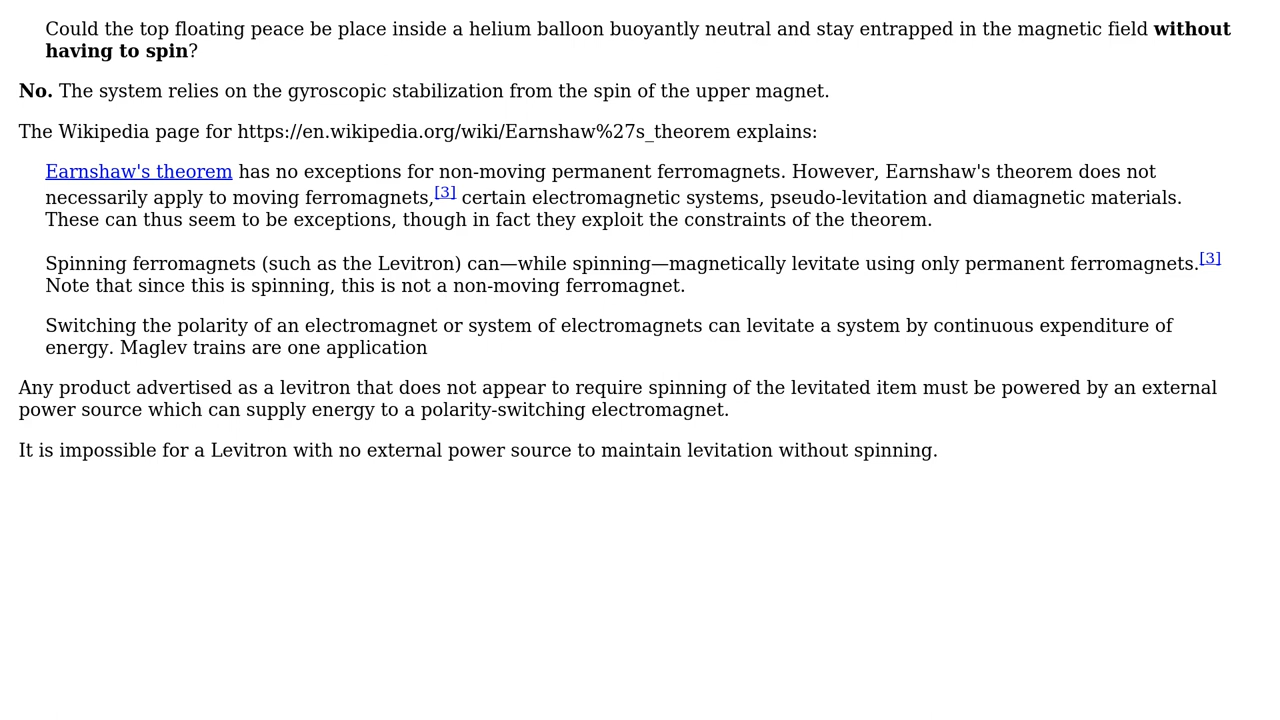 Could the top floating peace be place inside a helium balloon buoyantly neutral and stay entrapped in the magnetic field without
having to spin?
No. The system relies on the gyroscopic stabilization from the spin of the upper magnet.
The Wikipedia page for https://en.wikipedia.org/wiki/Earnshaw%27s_theorem explains:
Earnshaw's theorem has no exceptions for non-moving permanent ferromagnets. However, Earnshaw's theorem does not
necessarily apply to moving ferromagnets,[3] certain electromagnetic systems, pseudo-levitation and diamagnetic materials.
These can thus seem to be exceptions, though in fact they exploit the constraints of the theorem.
Spinning ferromagnets (such as the Levitron) can—while spinning—magnetically levitate using only permanent ferromagnets.[3]
Note that since this is spinning, this is not a non-moving ferromagnet.
Switching the polarity of an electromagnet or system of electromagnets can levitate a system by continuous expenditure of
energy. Maglev trains are one application
Any product advertised as a levitron that does not appear to require spinning of the levitated item must be powered by an external
power source which can supply energy to a polarity-switching electromagnet.
It is impossible for a Levitron with no external power source to maintain levitation without spinning.